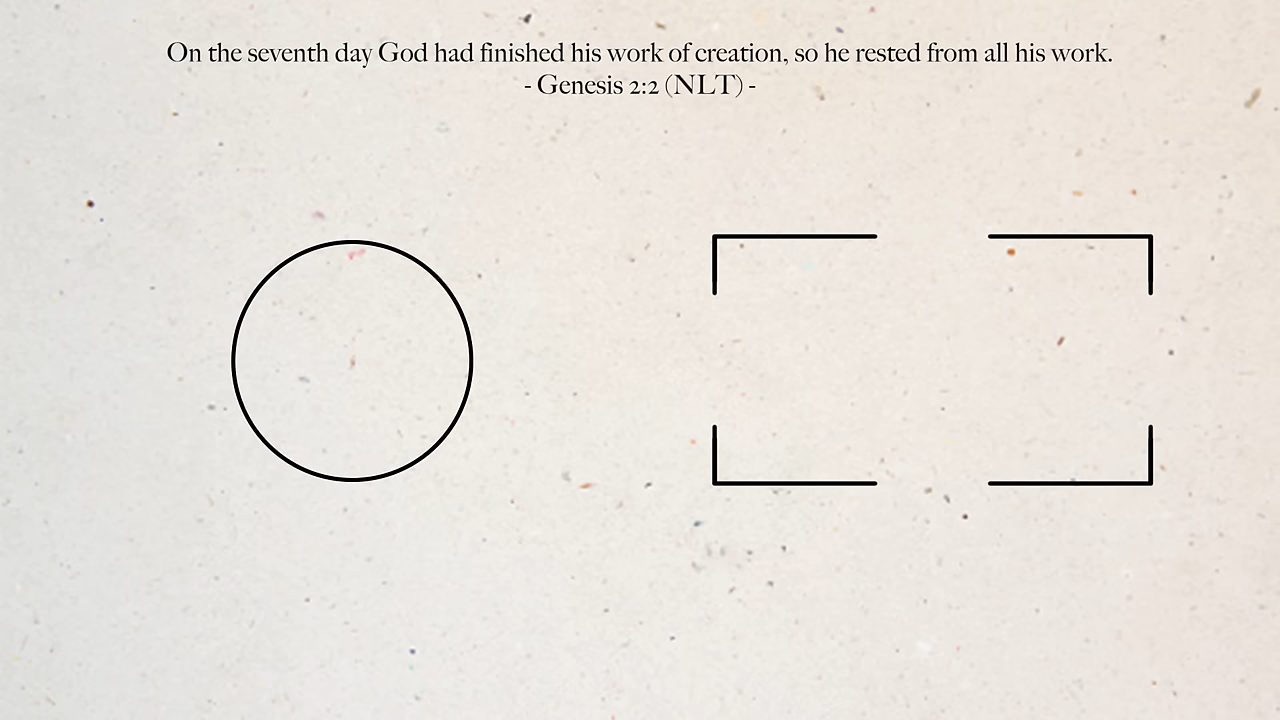 On the seventh day God had finished his work of creation, so he rested from all his work.
- Genesis 2:2 (NLT) -